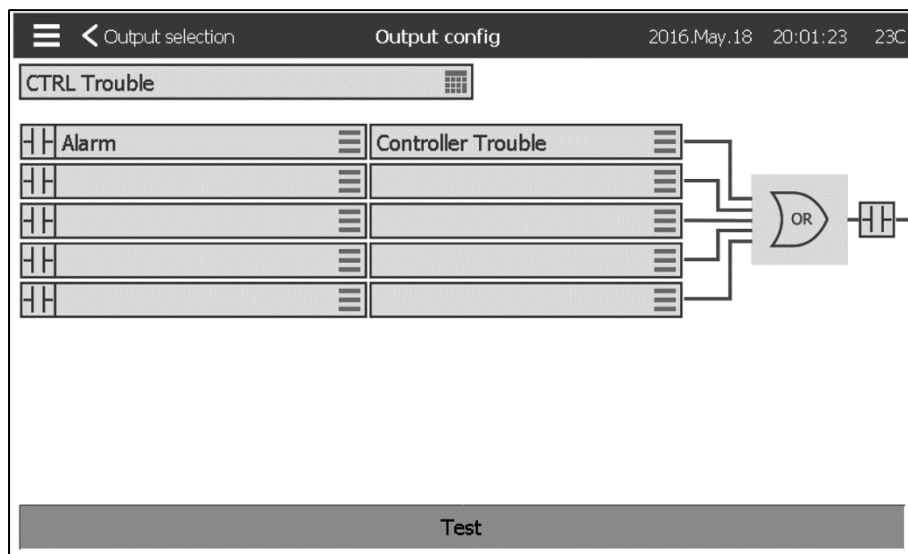 Output selection Output config 2016.May.18 20:01:23 23C
CTRL Trouble
Alarm Controller Trouble
OR
Test